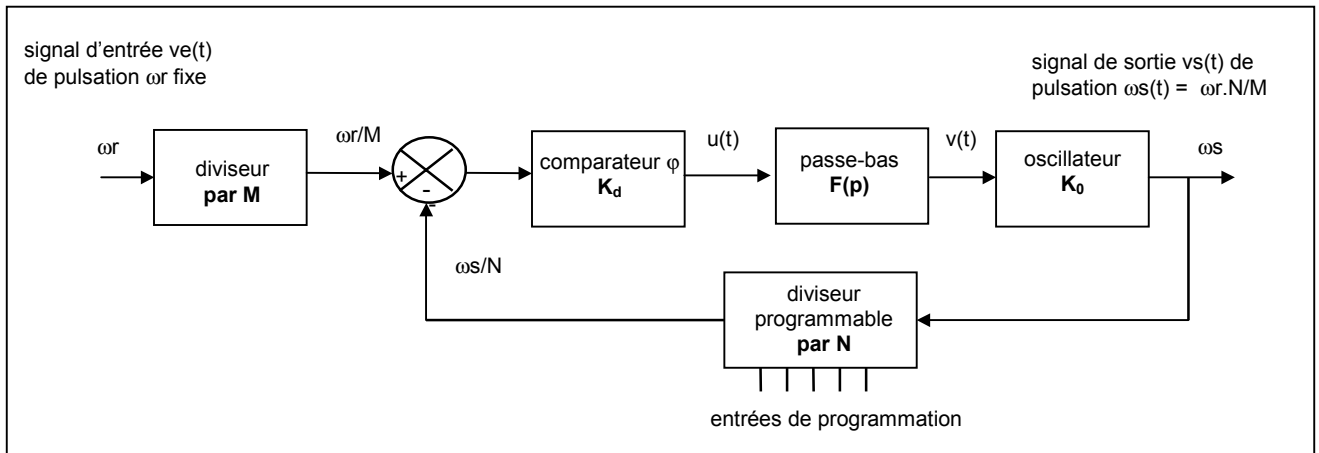 signal d'entrée ve(t)
de pulsation ωr fixe
signal de sortie vs(t) de
pulsation ωs(t) = ωr.N/M
ωr
diviseur
par M
ωr/M
+
-
-
comparateur φ
Kd
u(t)
passe-bas
F(p)
v(t)
oscillateur
K0
ωs
ωs/N
diviseur
programmable
par N
entrées de programmation